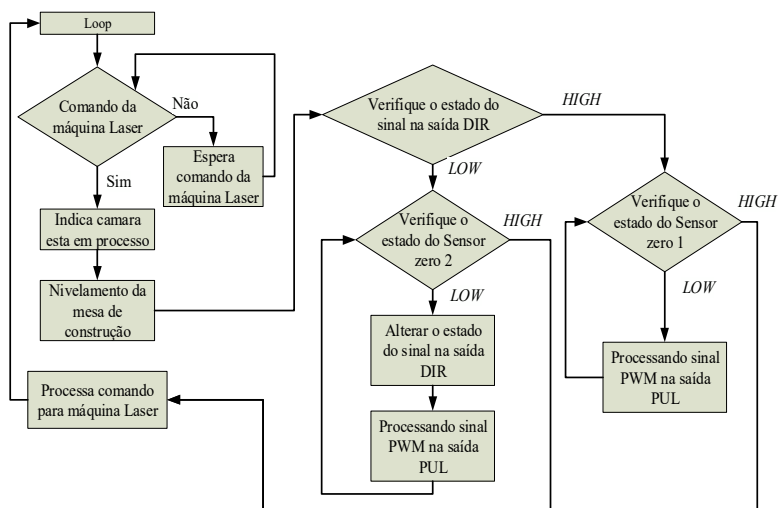 Loop
Comando da
máquina Laser
Não
Espera
comando da
máquina Laser
Sim
Indica camara
esta em processo
Nivelamento da
mesa de
construção
Processa comando
para máquina Laser
Verifique o estado do
sinal na saída DIR
HIGH
LOW
Verifique o
estado do Sensor
zero 2
HIGH
LOW
Alterar o estado
do sinal na saída
DIR
Processando sinal
PWM na saída
PUL
Verifique o
estado do Sensor
zero 1
HIGH
LOW
Processando sinal
PWM na saída
PUL